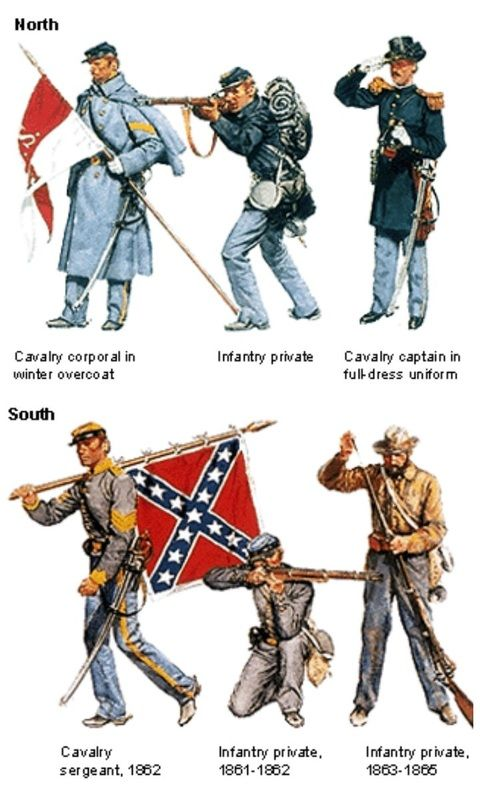 North
Cavalry corporal in
winter overcoat
Infantry private
Cavalry captain in
full-dress uniform
South
Cavalry
sergeant, 1862
Infantry private,
1861-1862
Infantry private,
1863-1865